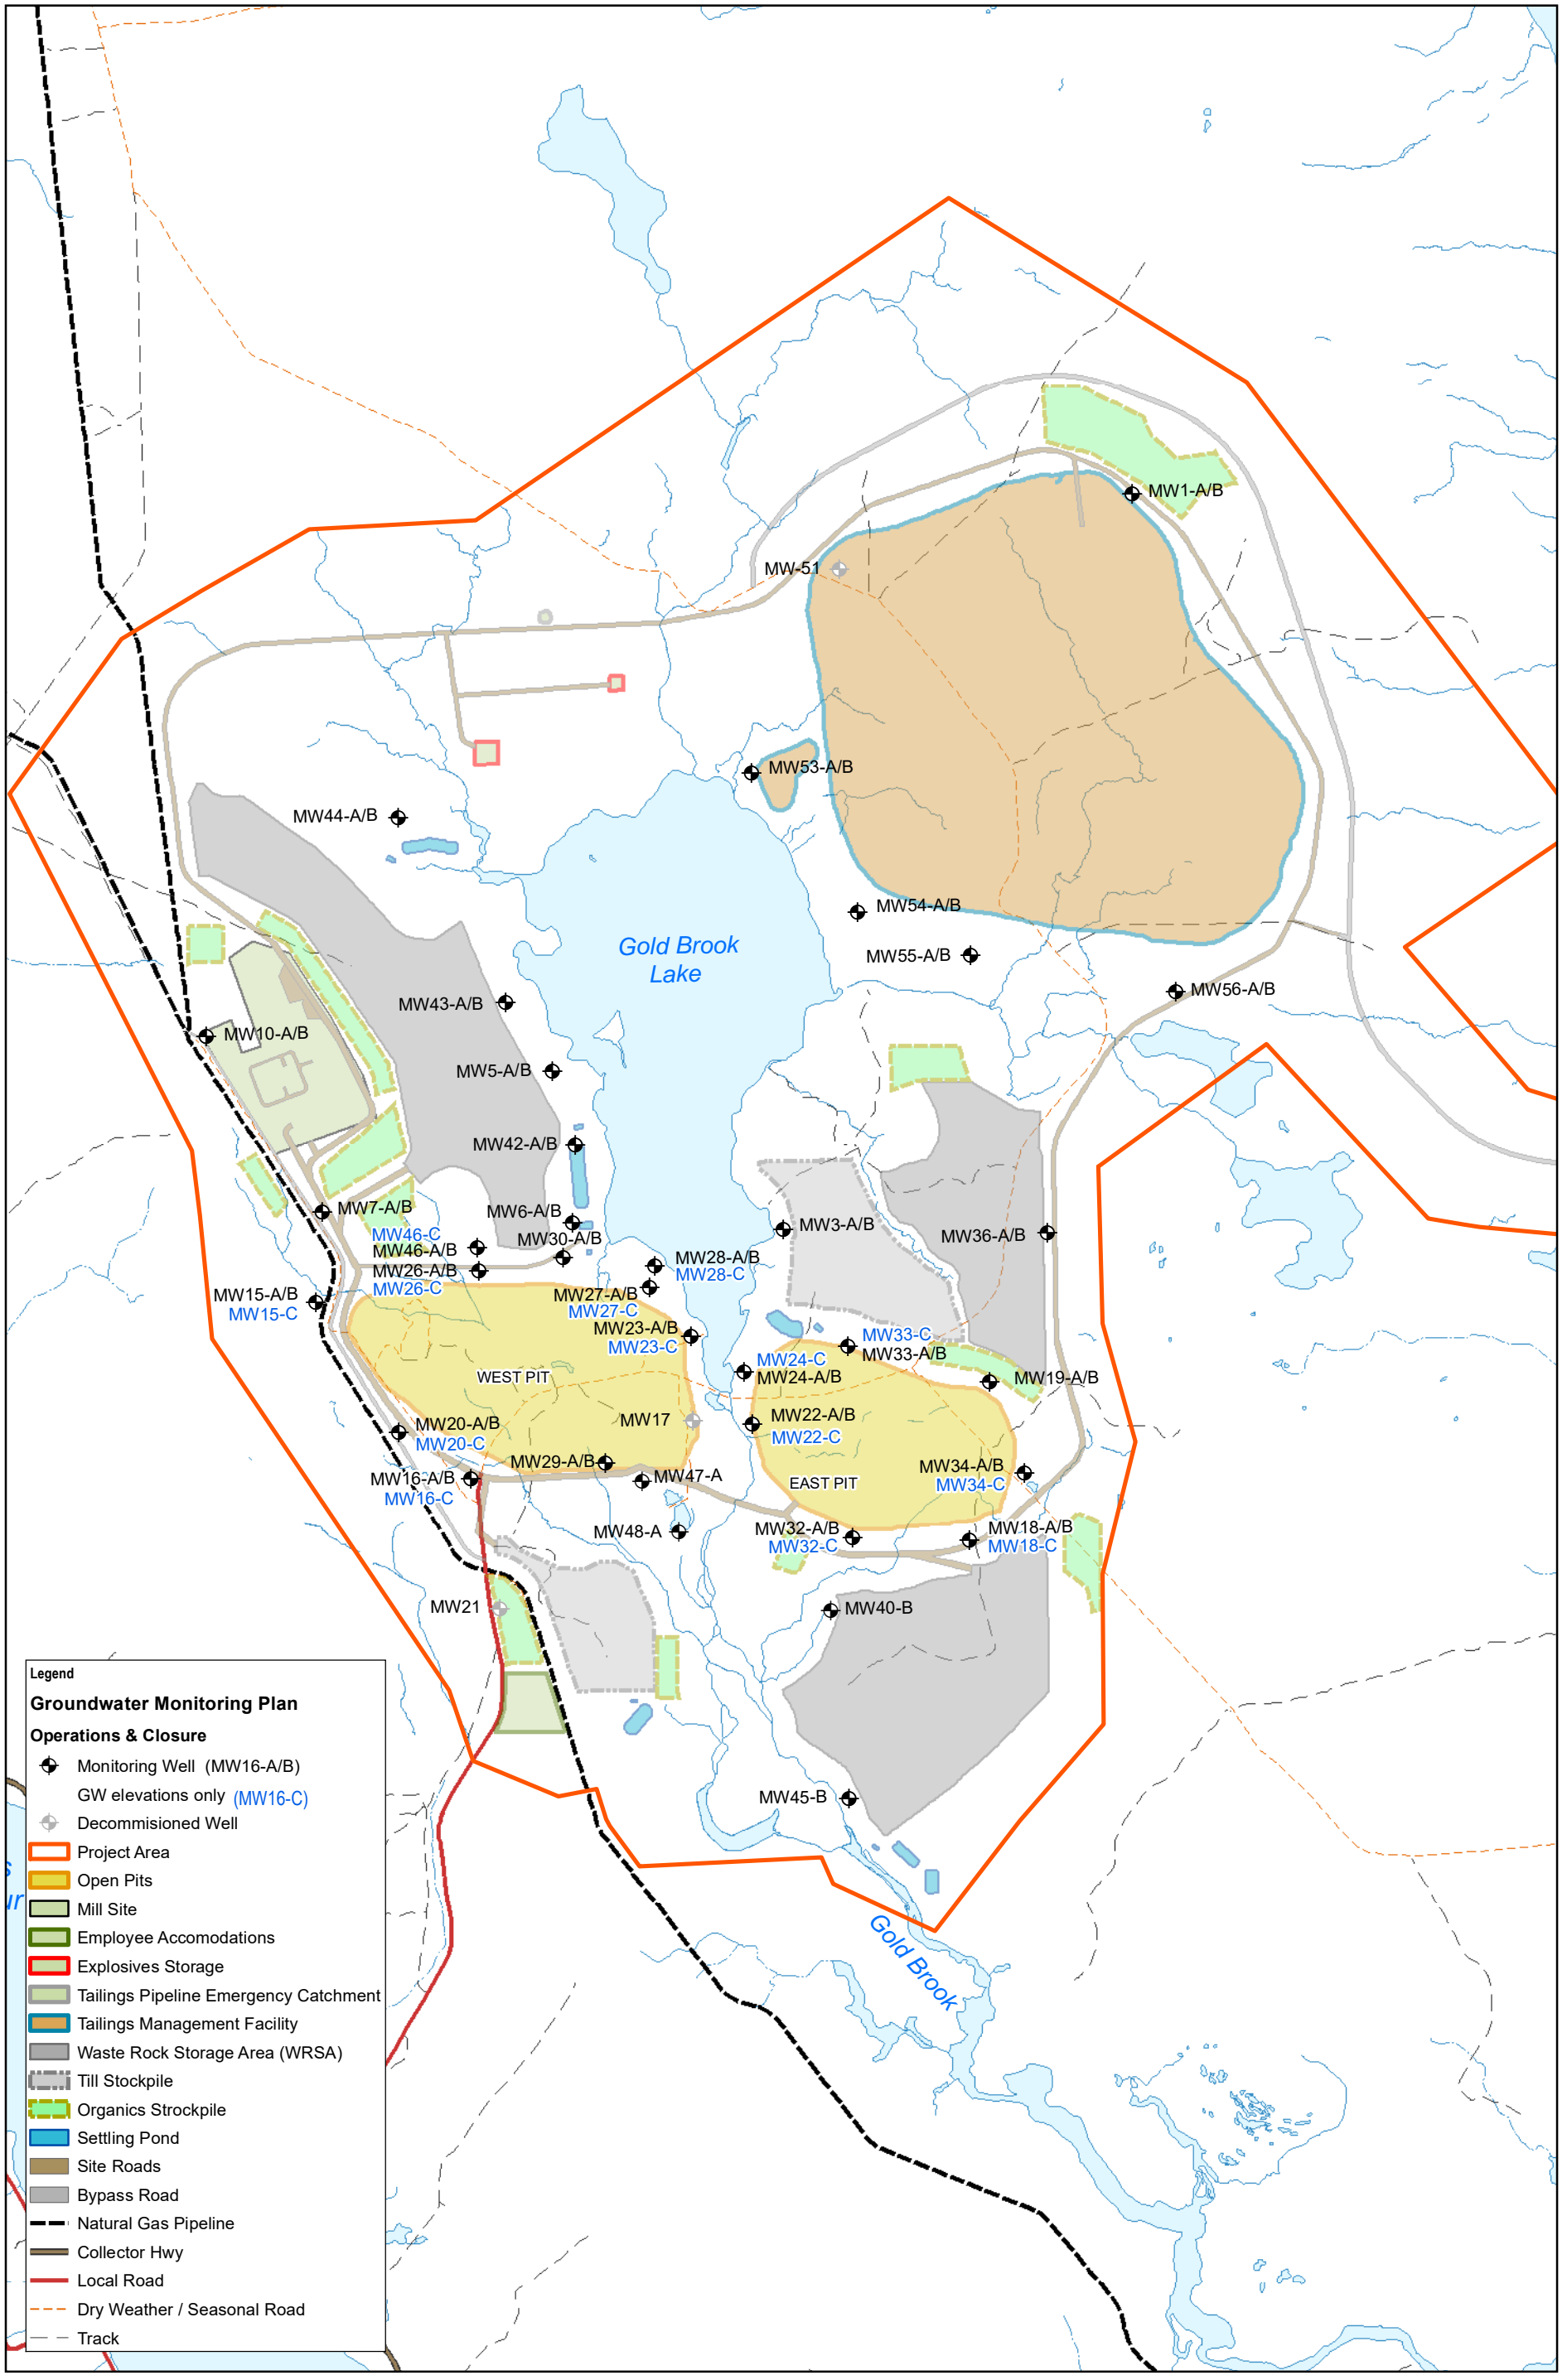 MW1-A/B
MW-51
MW53-A/B
MW44-A/B
MW54-A/B
Gold Brook
Lake
MW55-A/B
MW56-A/B
MW43-A/B
MW10-A/B
MW5-A/B
MW42-A/B
MW7-A/B
MW6-A/B
MW3-A/B
MW46-C
MW30-A/B
MW36-A/B
MW46-A/B
MW28-A/B
MW26-A/B
MW28-C
MW26-C
MW15-A/B
MW27-A/B
MW15-C
MW27-C
MW23-A/B
MW33-C
MW23-C
MW33-A/B
MW24-C
WEST PIT
MW24-A/B
MW19-A/B
MW20-A/B
MW17
MW22-A/B
MW20-C
MW22-C
MW29-A/B
MW34-A/B
MW16-A/B
MW47-A
EAST PIT
MW34-C
MW16-C
MW48-A
MW32-A/B
MW18-A/B
MW32-C
MW18-C
MW21
MW40-B
MW45-B
Gold Brook
s
ur
Legend
Groundwater Monitoring Plan
Operations & Closure
Monitoring Well (MW16-A/B)
GW elevations only (MW16-C)
Decommisioned Well
Project Area
Open Pits
Mill Site
Employee Accomodations
Explosives Storage
Tailings Pipeline Emergency Catchment
Tailings Management Facility
Waste Rock Storage Area (WRSA)
Till Stockpile
Organics Strockpile
Settling Pond
Site Roads
Bypass Road
Natural Gas Pipeline
Collector Hwy
Local Road
Dry Weather / Seasonal Road
Track